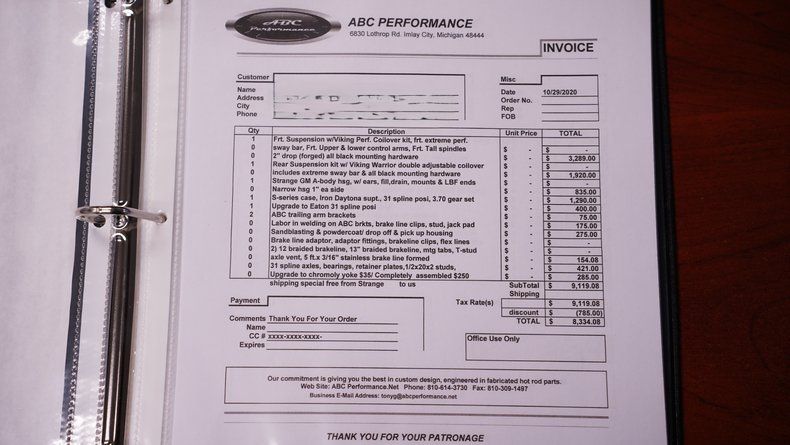 ABC
Performance
ABC PERFORMANCE
6830 Lothrop Rd. Imlay City, Michigan 48444
INVOICE
Customer
Name
Address
City
Phone
Misc
Date 10/29/2020
Order No.
Rep
FOB
Qty Description Unit Price TOTAL
1 Frt. Suspension w/Viking Perf. Coilover kit, frt. extreme perf.
0 sway bar, Frt. Upper & lower control arms, Frt. Tall spindles $ - $ -
0 2" drop (forged) all black mounting hardware $ - $ 3,289.00
1 Rear Suspension kit w/ Viking Warrior double adjustable coilover $ - $ -
0 includes extreme sway bar & all black mounting hardware $ - $ 1,920.00
1 Strange GM A-body hsg, w/ ears, fill,drain, mounts & LBF ends $ - $ -
0 Narrow hsg 1" ea side $ - $ 835.00
1 S-series case, Iron Daytona supt., 31 spline posi, 3.70 gear set $ - $ 1,290.00
1 Upgrade to Eaton 31 spline posi $ - $ 400.00
2 ABC trailing arm brackets $ - $ 75.00
0 Labor in welding on ABC brkts, brake line clips, stud, jack pad $ - $ 175.00
0 Sandblasting & powdercoat/ drop off & pick up housing $ - $ 275.00
0 Brake line adaptor, adaptor fittings, brakeline clips, flex lines $ - $ -
0 2) 12 braided brakeline, 13" braided brakeline, mtg tabs, T-stud $ - $ -
0 axle vent, 5 ft.x 3/16" stainless brake line formed $ - $ 154.08
0 31 spline axles, bearings, retainer plates,1/2x20x2 studs, $ - $ 421.00
0 Upgrade to chromoly yoke $35/ Completely assembled $250 $ - $ 285.00
shipping special free from Strange to us SubTotal $ 9,119.08
Shipping
Payment
Tax Rate(s) $ 9,119.08
discount $ (785.00)
TOTAL $ 8,334.08
Comments Thank You For Your Order
Name
CC # xxxx-xxxx-xxxx-
Expires
Office Use Only
Our commitment is giving you the best in custom design, engineered in fabricated hot rod parts.
Web Site: ABC Performance.Net Phone: 810-614-3730 Fax: 810-309-1497
Business E-Mail Address: tonyg@abcperformance.net
THANK YOU FOR YOUR PATRONAGE